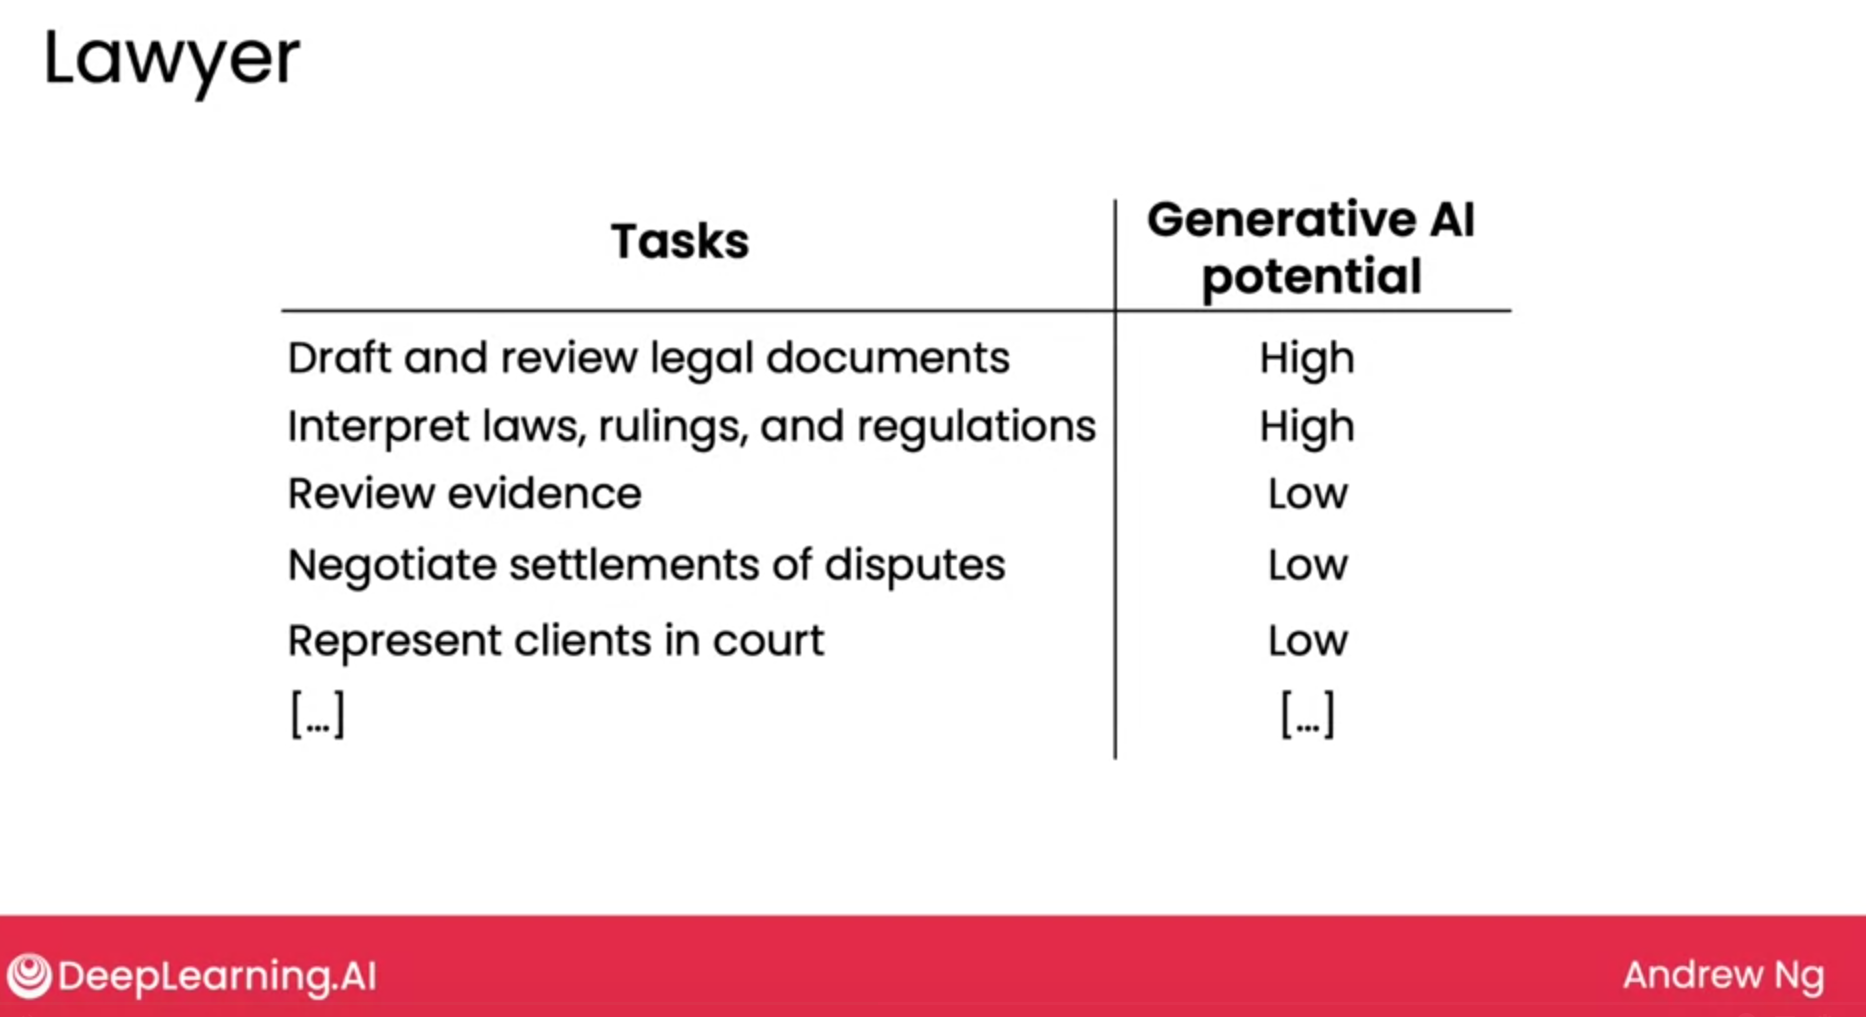 Lawyer
Tasks
Generative AI
potential
Draft and review legal documents High
Interpret laws, rulings, and regulations High
Review evidence Low
Negotiate settlements of disputes Low
Represent clients in court Low
[...] [...]
DeepLearning.AI Andrew Ng